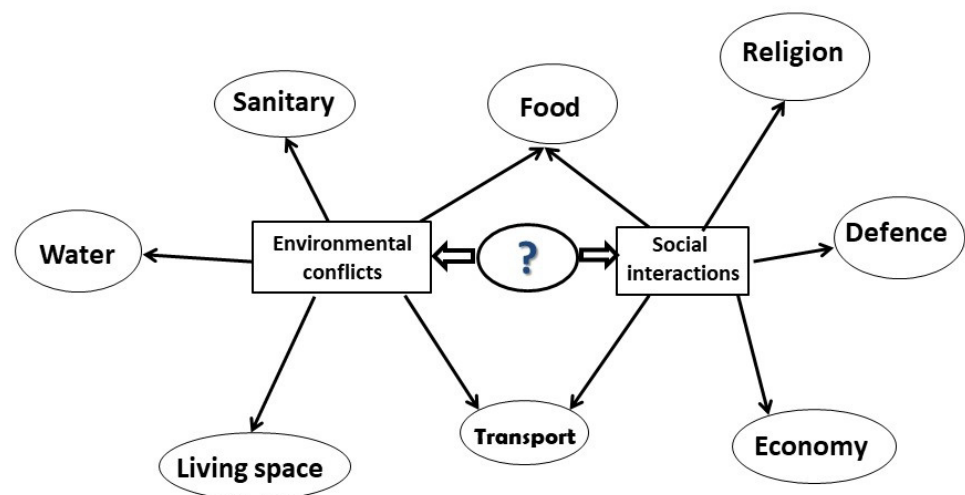 Religion
Sanitary
Food
Defence
Water
Environmental
conflicts
?
Social
interactions
Transport
Economy
Living space